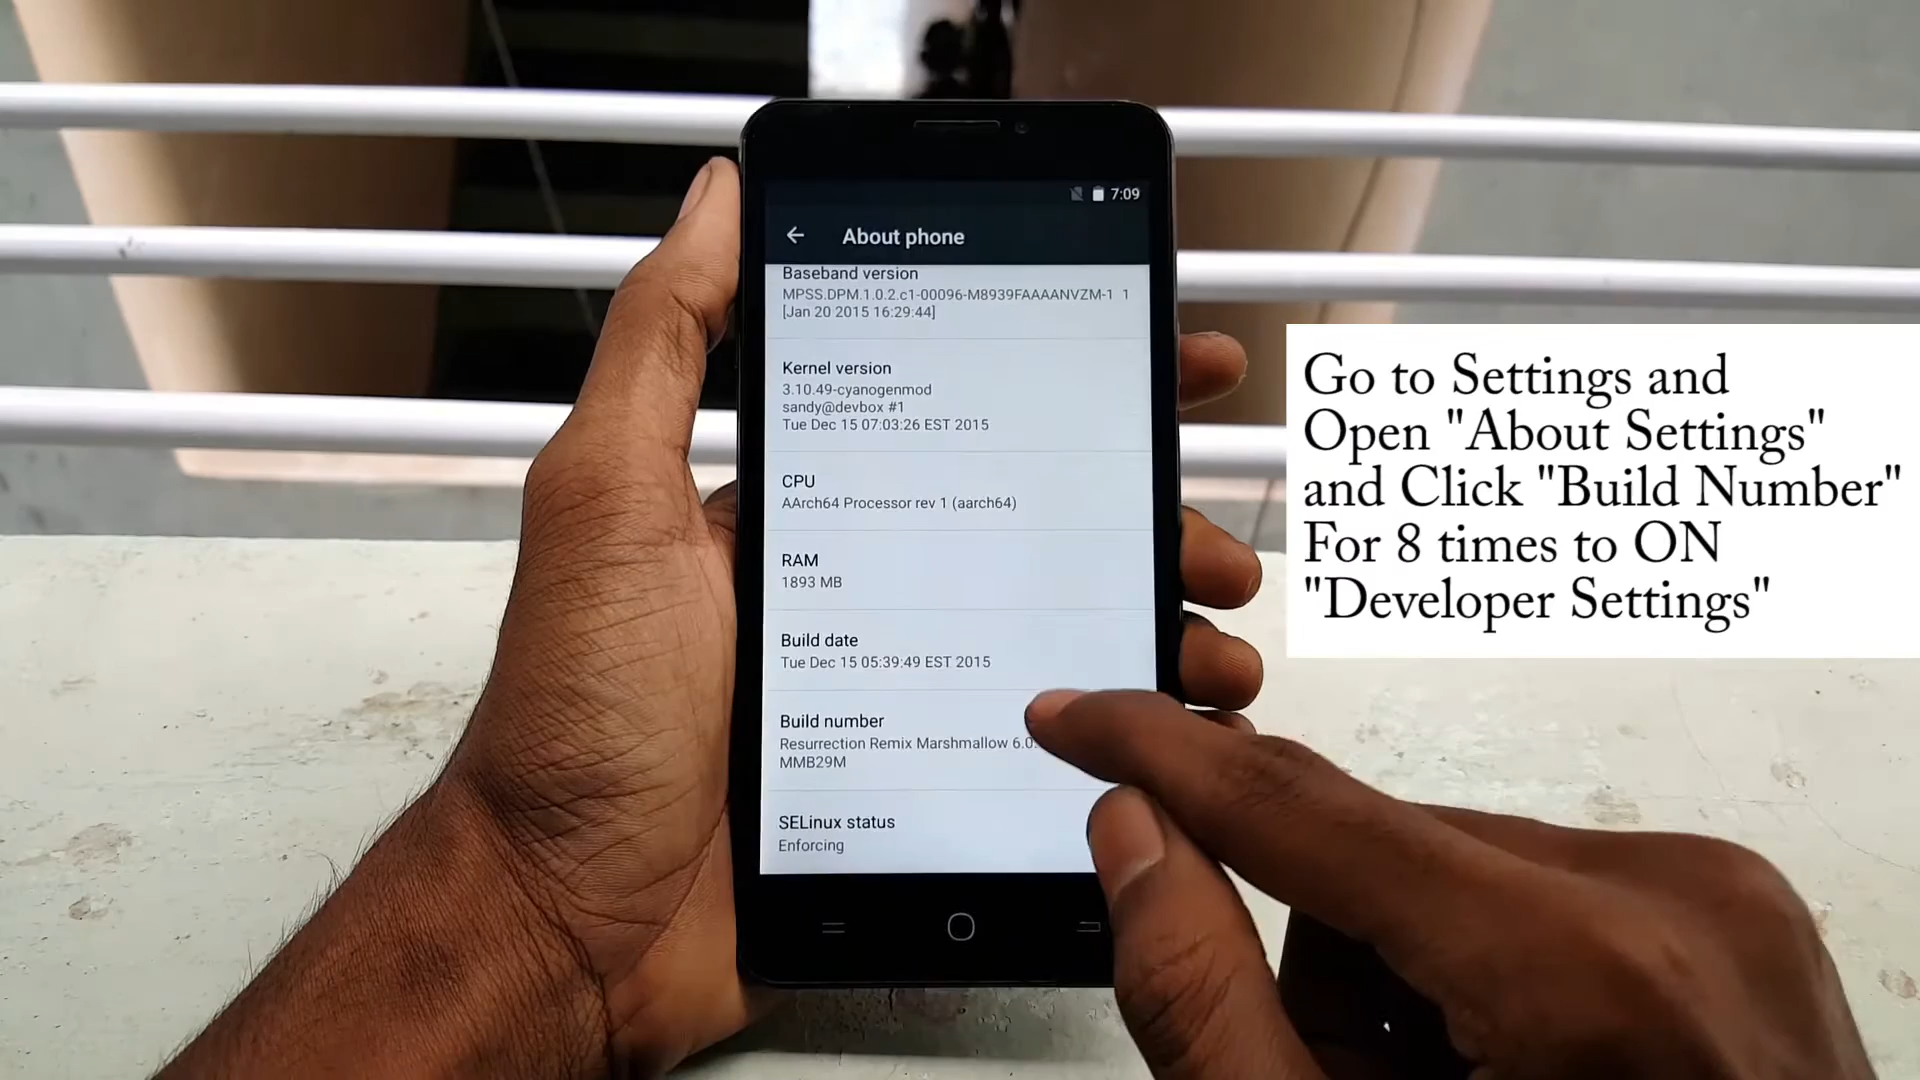 7:09
About phone
Baseband version
MPSS.DPM.1.0.2.c1-00096-M8939FAAAANVZM-1 1
[Jan 20 2015 16:29:44]
Kernel version
3.10.49-cyanogenmod
sandy@devbox #1
Tue Dec 15 07:03:26 EST 2015
CPU
AArch64 Processor rev 1 (aarch64)
RAM
1893 MB
Build date
Tue Dec 15 05:39:49 EST 2015
Build number
Resurrection Remix Marshmallow 6.0.
MMB29M
SELinux status
Enforcing
Go to Settings and
Open "About Settings"
and Click "Build Number"
For 8 times to ON
"Developer Settings"